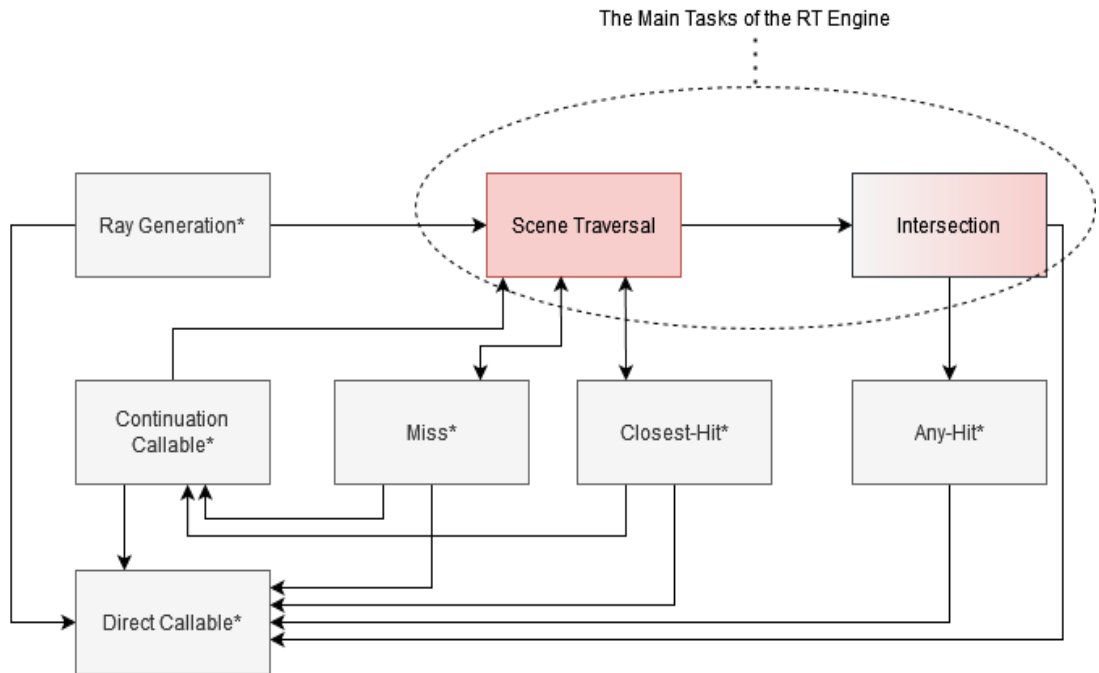 The Main Tasks of the RT Engine
Ray Generation*
Scene Traversal
Intersection
Continuation
Callable*
Miss*
Closest-Hit*
Any-Hit*
Direct Callable*